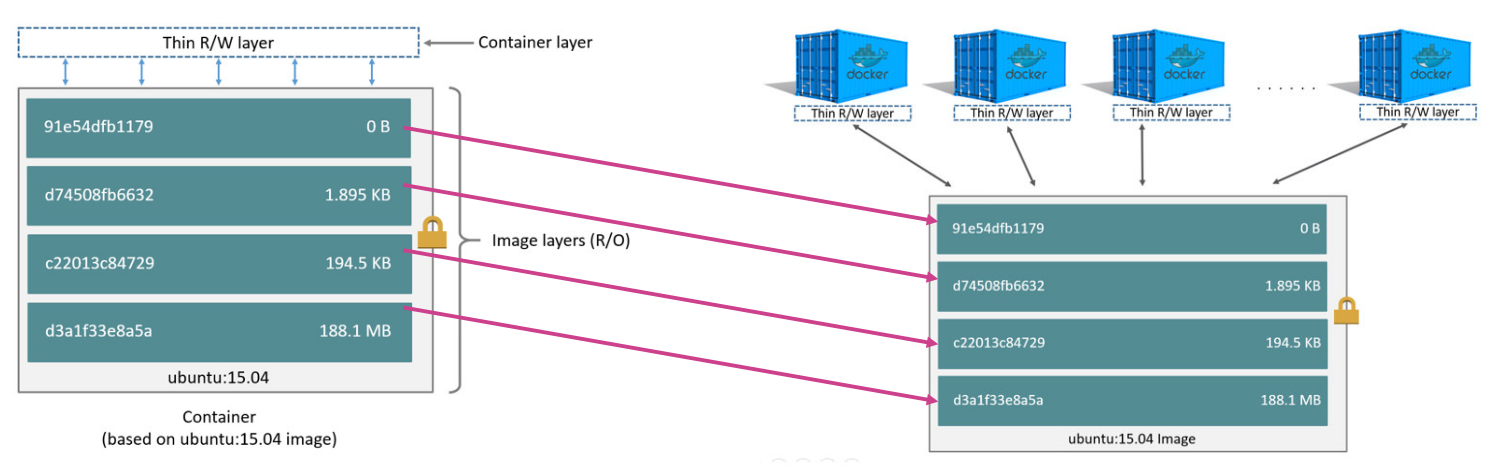 Thin R/W layer
Container layer
91e54dfb1179 0 B
d74508fb6632 1.895 KB
c22013c84729 194.5 KB
d3a1f33e8a5a 188.1 MB
ubuntu:15.04
Image layers (R/O)
Container
(based on ubuntu:15.04 image)
docker
docker
docker
. . . . . .
docker
Thin R/W layer
Thin R/W layer
Thin R/W layer
Thin R/W layer
91e54dfb1179 0 B
d74508fb6632 1.895 KB
c22013c84729 194.5 KB
d3a1f33e8a5a 188.1 MB
ubuntu:15.04 Image